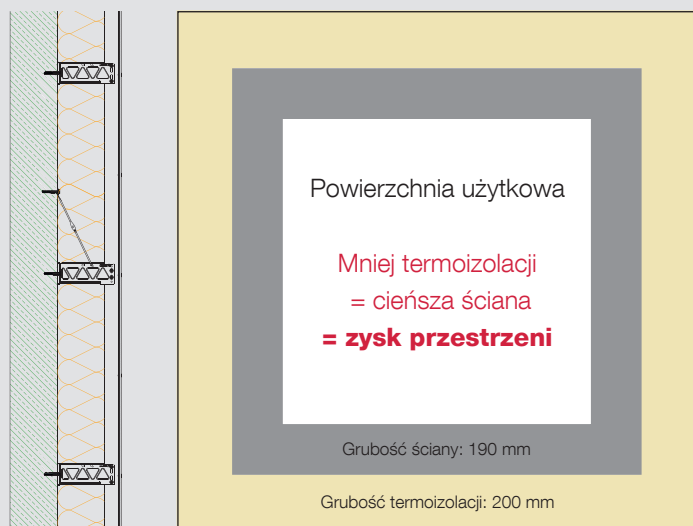 Powierzchnia użytkowa
Mniej termoizolacji
= cieńsza ściana
= zysk przestrzeni
Grubość ściany: 190 mm
Grubość termoizolacji: 200 mm